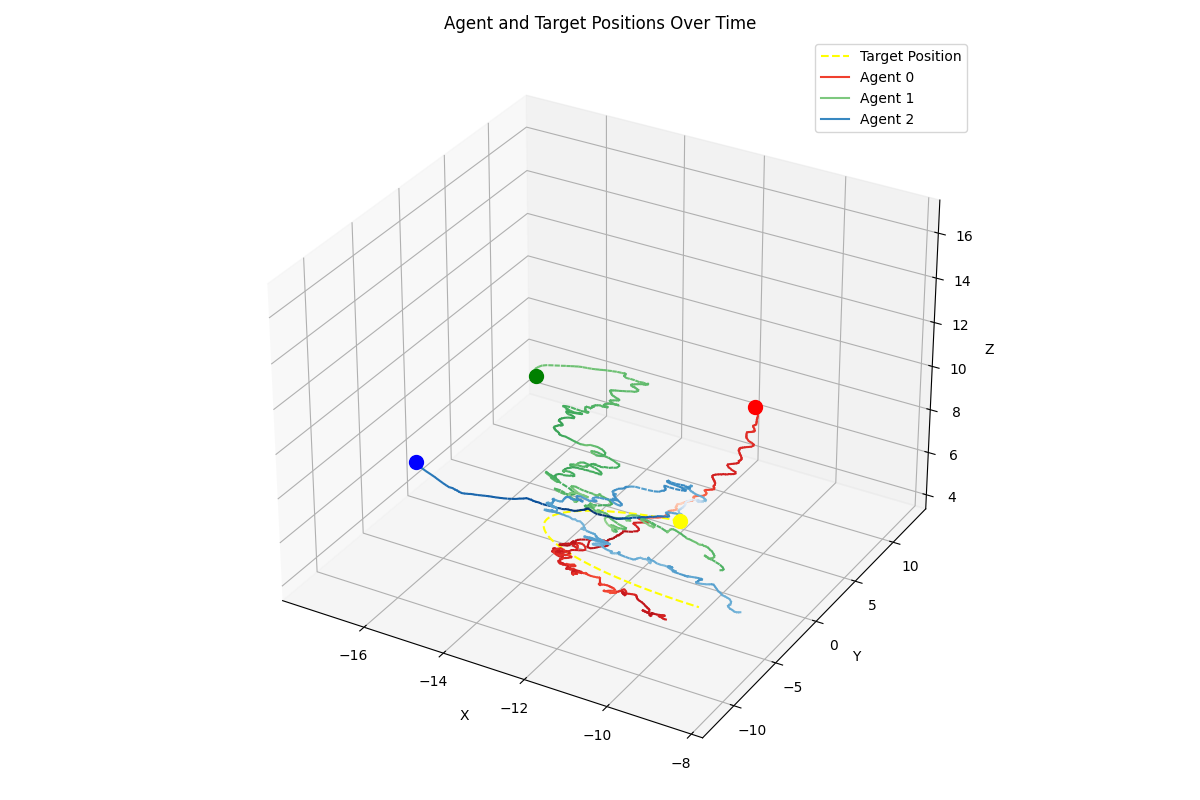 Agent and Target Positions Over Time
Target Position
Agent 0
Agent 1
Agent 2
16
14
12
10
8
6
4
Z
10
5
0
−5
−10
Y
−16
−14
−12
−10
−8
X